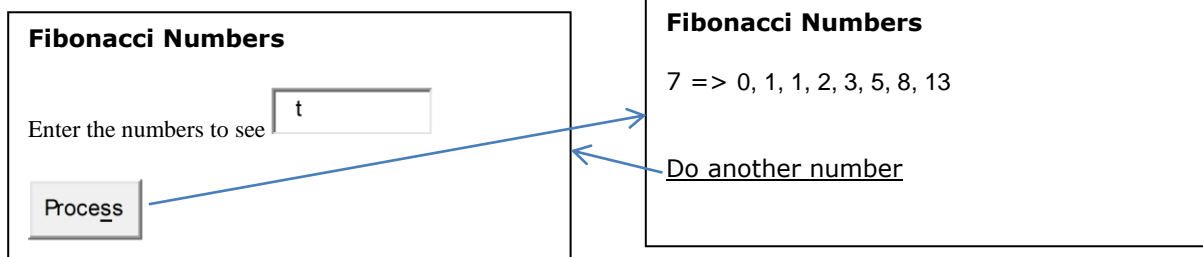 Fibonacci Numbers
Enter the numbers to see t
Process
Fibonacci Numbers
7 => 0, 1, 1, 2, 3, 5, 8, 13
Do another number